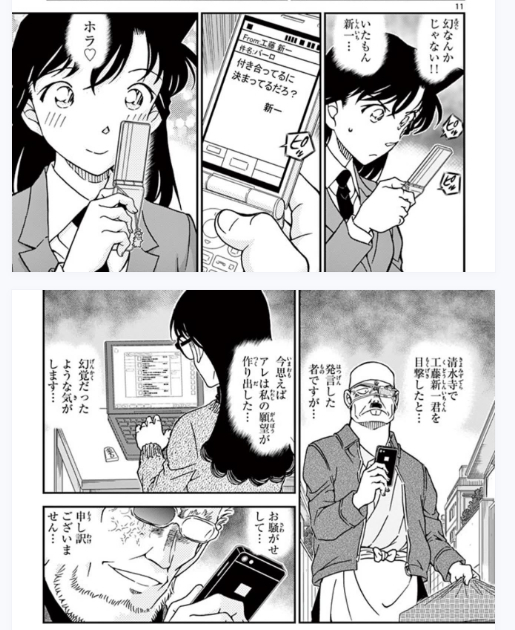 11
幻なんか
じゃない!!
いたもん
新一…
ピッ
ピッ
From:工藤 新一
件名:バーロ
付き合ってるに
決まってるだろ?
新一
ピッ
ホラ♡
清水寺で
工藤新一君を
目撃したと…
発言した
者ですが…
今思えば
アレは私の願望が
作り出した…
幻覚だった
ような気が
します…
お騒がせ
して…
申し訳
ございま
せん…